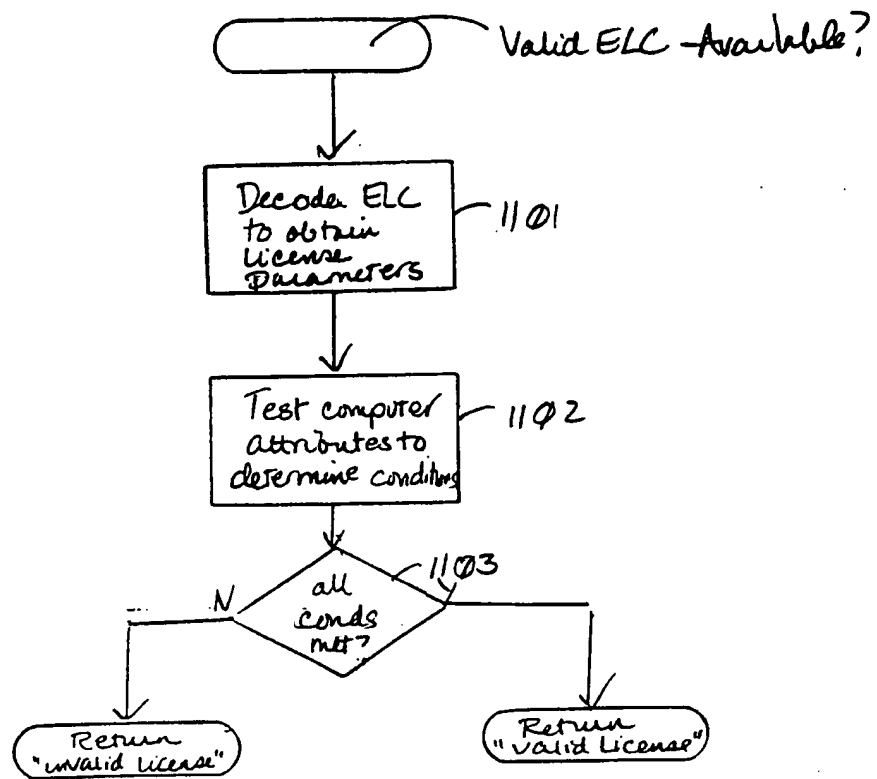 Valid ELC Available?
Decoder ELC
to obtain
License
Parameters
1101
Test computer
attributes to
determine conditions
1102
all
conds
met?
1103
N
Y
Return
"invalid License"
Return
"valid License"